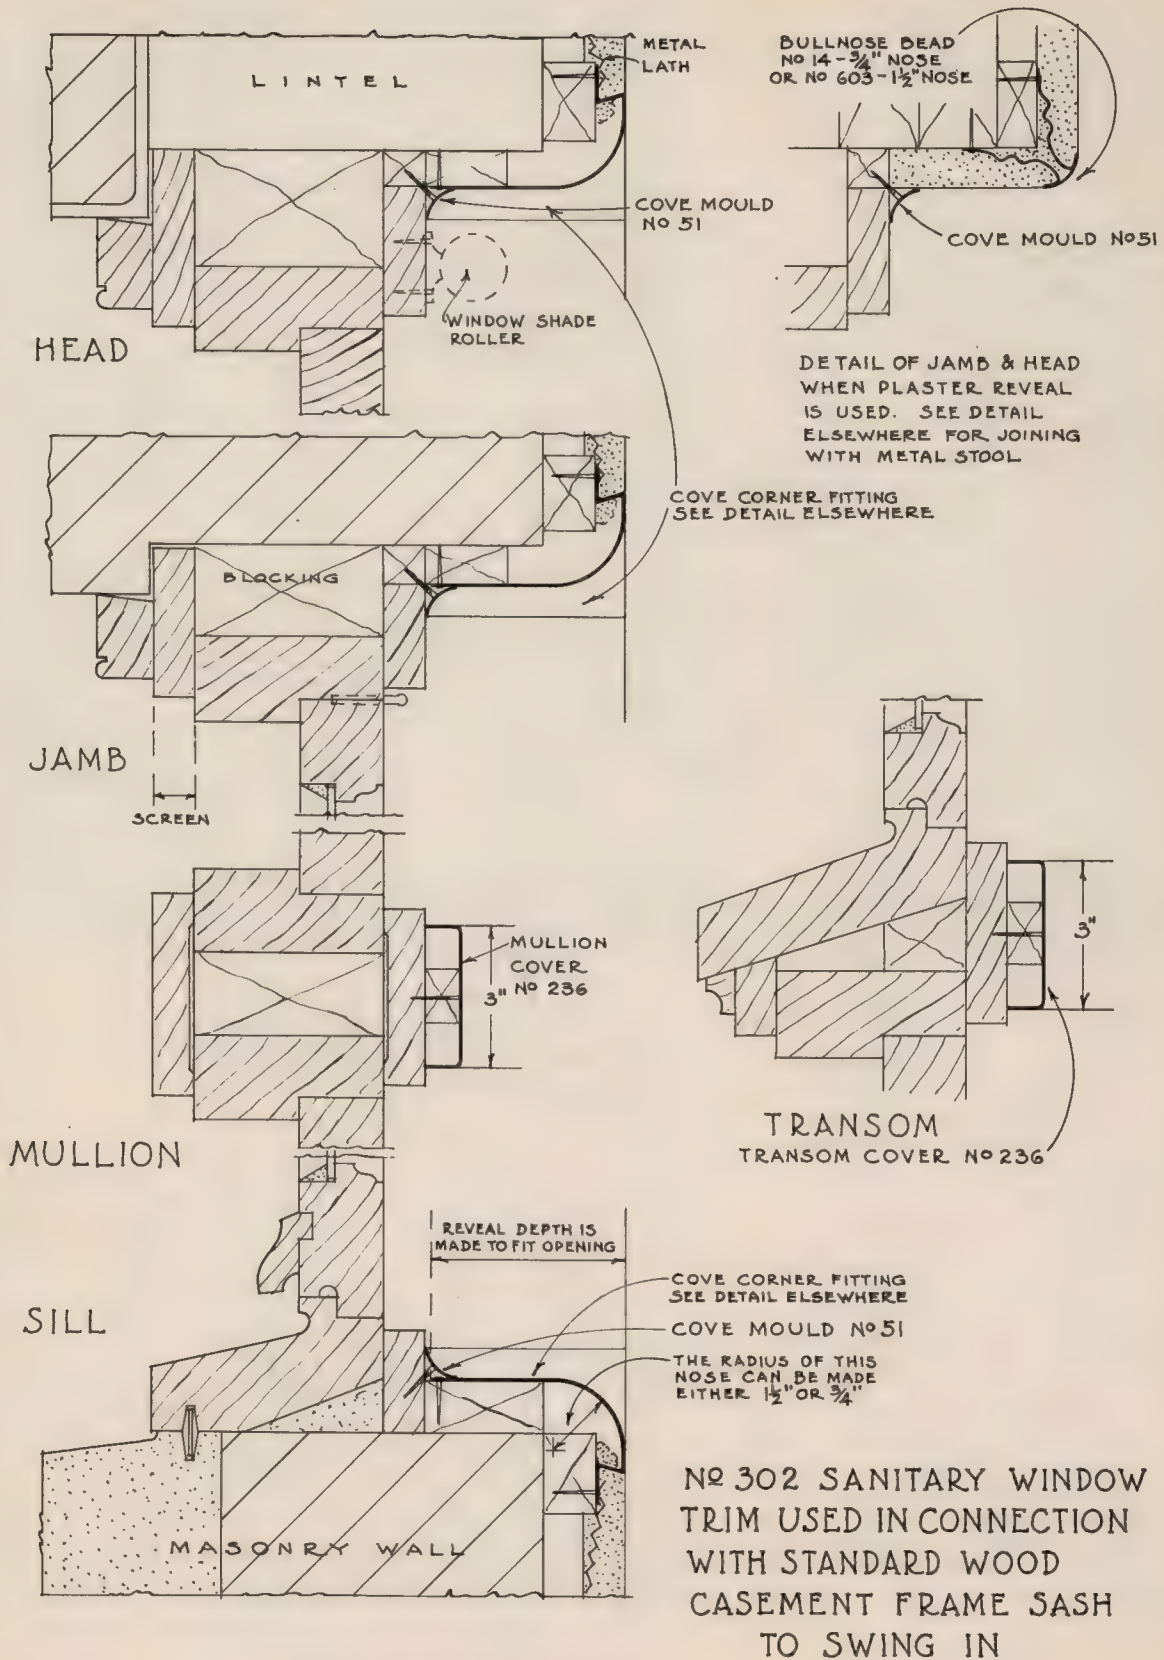 LINTEL
METAL
LATH
BULLNOSE BEAD
No 14-3/4" NOSE
OR No 603-1 1/2" NOSE
COVE MOULD
No 51
COVE MOULD No 51
WINDOW SHADE
ROLLER
HEAD
DETAIL OF JAMB & HEAD
WHEN PLASTER REVEAL
IS USED. SEE DETAIL
ELSEWHERE FOR JOINING
WITH METAL STOOL
COVE CORNER FITTING
SEE DETAIL ELSEWHERE
BLOCKING
JAMB
SCREEN
MULLION
COVER
No 236
3"
3"
MULLION
TRANSOM
TRANSOM COVER No 236
REVEAL DEPTH IS
MADE TO FIT OPENING
COVE CORNER FITTING
SEE DETAIL ELSEWHERE
COVE MOULD No 51
THE RADIUS OF THIS
NOSE CAN BE MADE
EITHER 1 1/2" OR 3/4"
SILL
MASONRY WALL
No 302 SANITARY WINDOW
TRIM USED IN CONNECTION
WITH STANDARD WOOD
CASEMENT FRAME SASH
TO SWING IN